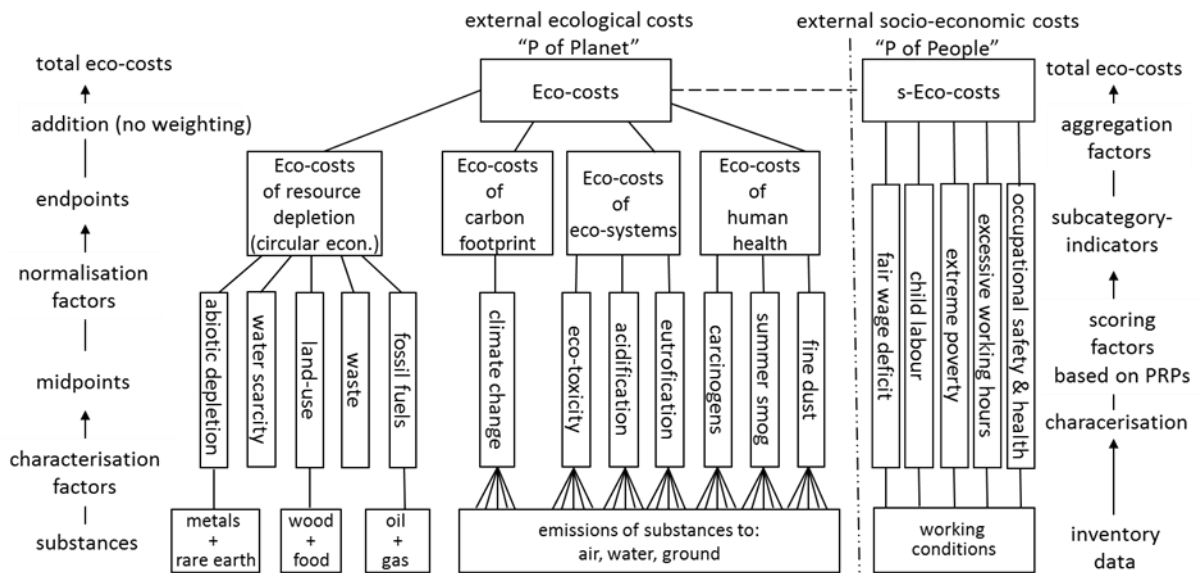 external ecological costs
"P of Planet"
external socio-economic costs
"P of People"
total eco-costs
addition (no weighting)
endpoints
normalisation
factors
midpoints
characterisation
factors
substances
Eco-costs
s-Eco-costs
Eco-costs
of resource
depletion
(circular econ.)
Eco-costs
of
carbon
footprint
Eco-costs
of
eco-systems
Eco-costs
of
human
health
abiotic depletion
water scarcity
land-use
waste
fossil fuels
climate change
eco-toxicity
acidification
eutrofication
carcinogens
summer smog
fine dust
fair wage deficit
child labour
extreme poverty
excessive working hours
occupational safety & health
metals
+
rare earth
wood
+
food
oil
+
gas
emissions of substances to:
air, water, ground
working
conditions
total eco-costs
aggregation
factors
subcategory-
indicators
scoring
factors
based on PRPs
characerisation
inventory
data